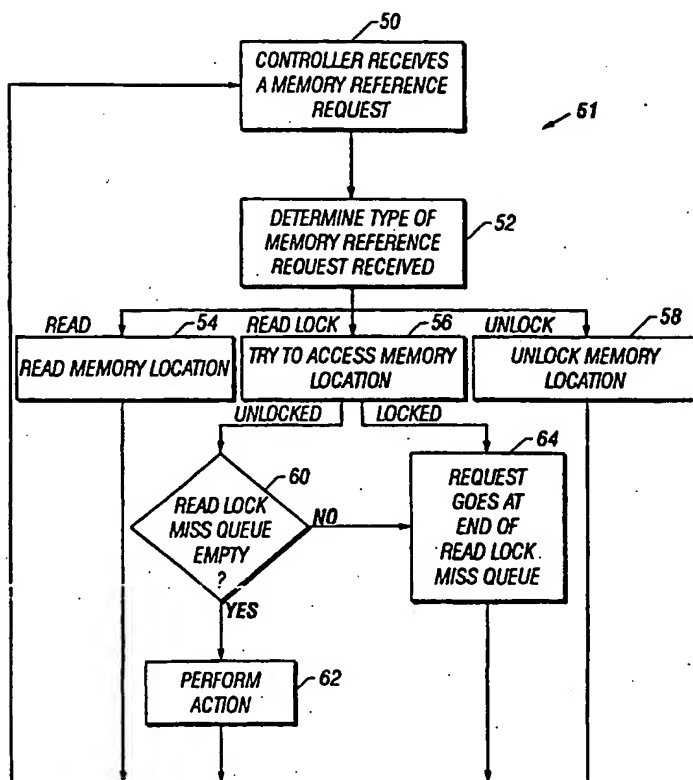 50
CONTROLLER RECEIVES
A MEMORY REFERENCE
REQUEST
61
DETERMINE TYPE OF
MEMORY REFERENCE
REQUEST RECEIVED
52
READ
54
READ LOCK
56
UNLOCK
58
READ MEMORY LOCATION
TRY TO ACCESS MEMORY
LOCATION
UNLOCK MEMORY
LOCATION
UNLOCKED
LOCKED
60
READ LOCK
MISS QUEUE
EMPTY
?
NO
YES
64
REQUEST
GOES AT
END OF
READ LOCK
MISS QUEUE
PERFORM
ACTION
62